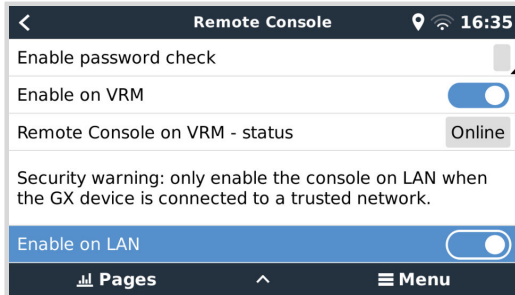 Remote Console 16:35
Enable password check
Enable on VRM
Remote Console on VRM - status Online
Security warning: only enable the console on LAN when
the GX device is connected to a trusted network.
Enable on LAN
Pages Menu